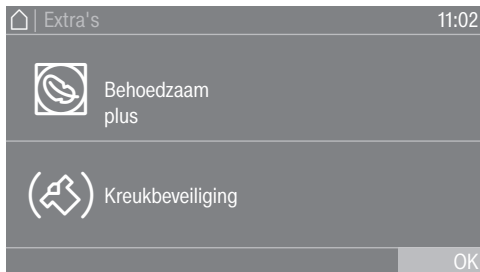 | Extra's 11:02
Behoedzaam
plus
Kreukbeveiliging
OK